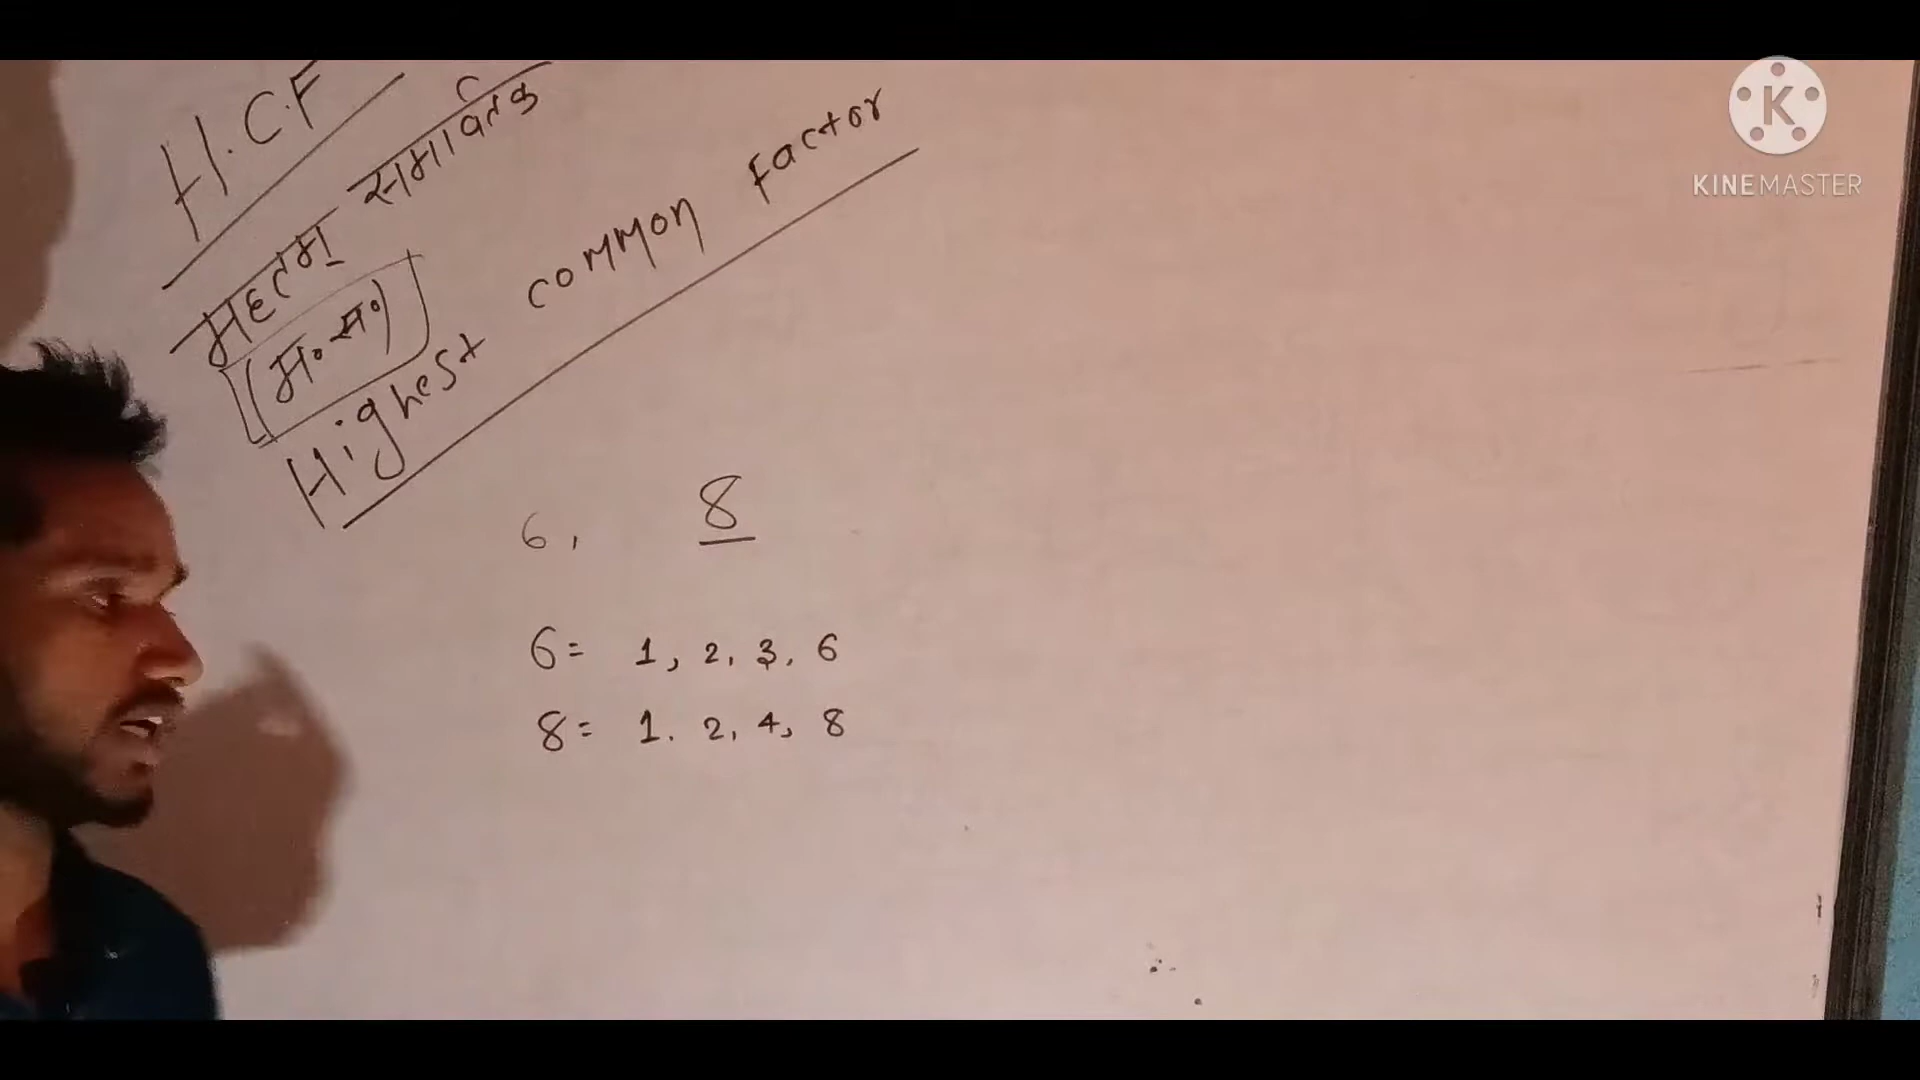 H.C.F
महत्तम समापवर्तक
(म०स०)
Highest common Factor
6, 8
6= 1, 2, 3, 6
8= 1. 2, 4, 8
K
KINEMASTER